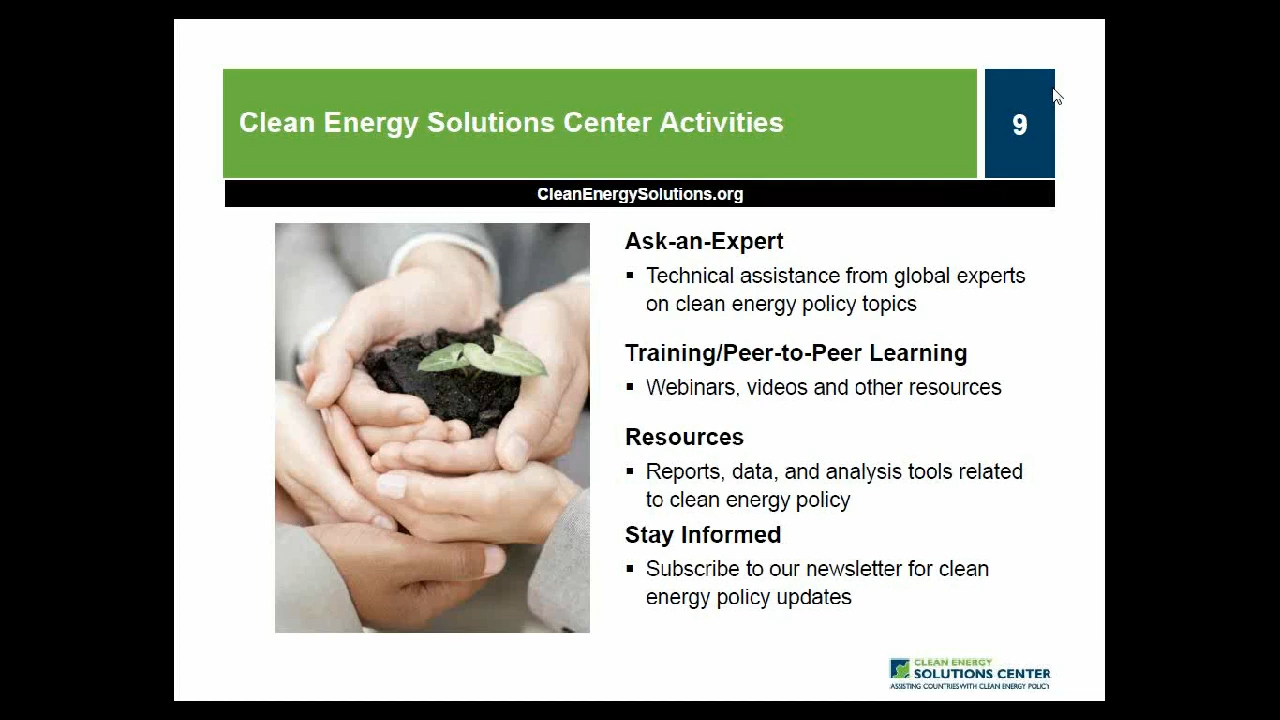 Clean Energy Solutions Center Activities
9
CleanEnergySolutions.org
Ask-an-Expert
▪ Technical assistance from global experts
on clean energy policy topics
Training/Peer-to-Peer Learning
▪ Webinars, videos and other resources
Resources
▪ Reports, data, and analysis tools related
to clean energy policy
Stay Informed
▪ Subscribe to our newsletter for clean
energy policy updates
CLEAN ENERGY
SOLUTIONS CENTER
ASSISTING COUNTRIES WITH CLEAN ENERGY POLICY